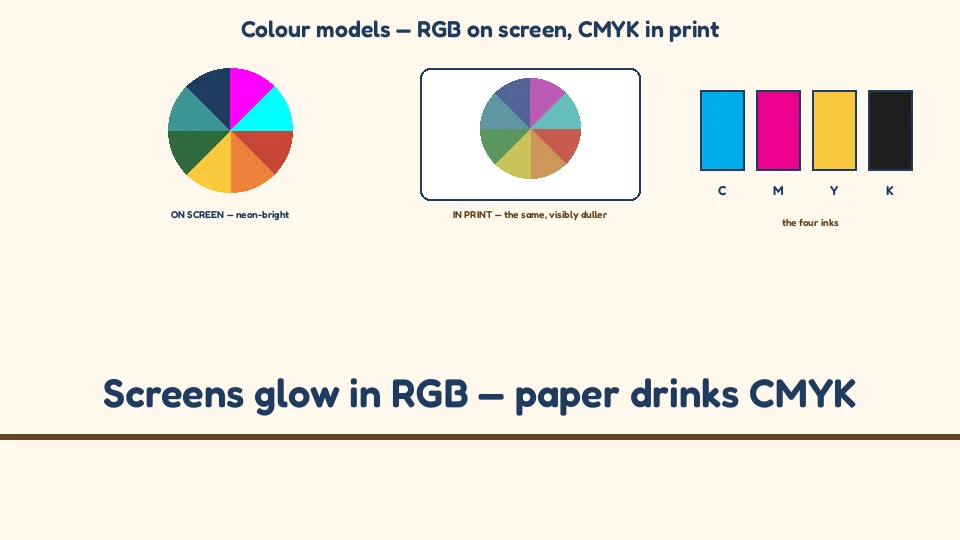 Colour models — RGB on screen, CMYK in print
ON SCREEN — neon-bright
IN PRINT — the same, visibly duller
C M Y K
the four inks
Screens glow in RGB — paper drinks CMYK